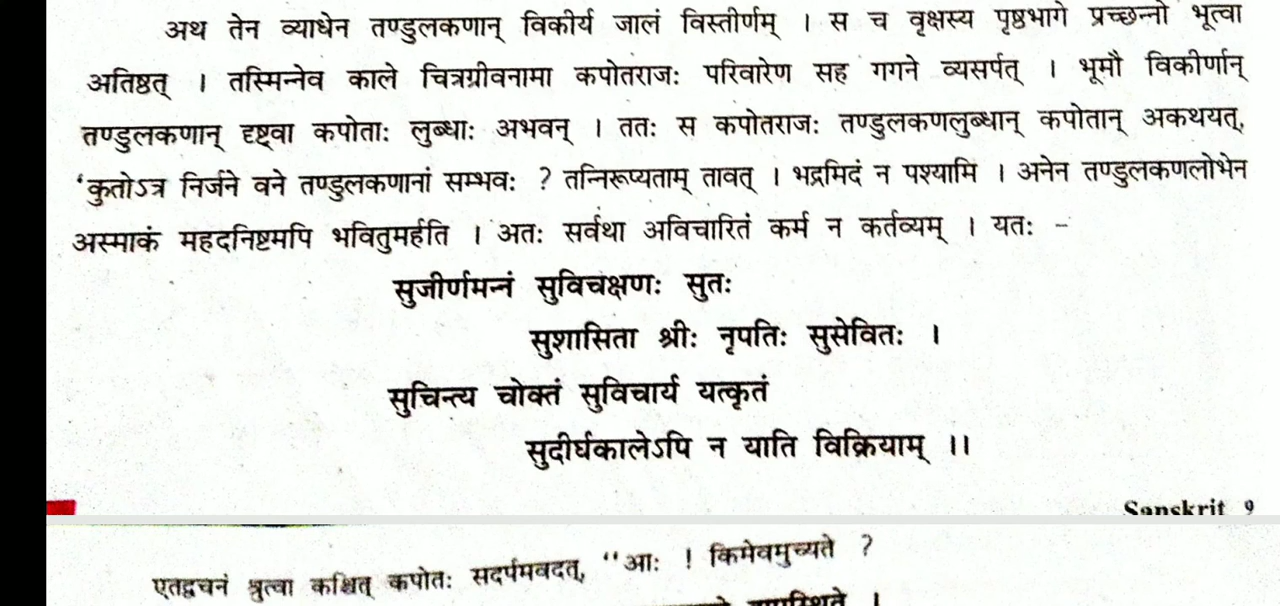 अथ तेन व्याधेन तण्डुलकणान् विकीर्य जालं विस्तीर्णम् । स च वृक्षस्य पृष्ठभागे प्रच्छन्नो भूत्वा
अतिष्ठत् । तस्मिन्नेव काले चित्रग्रीवनामा कपोतराजः परिवारेण सह गगने व्यसर्पत् । भूमौ विकीर्णान्
तण्डुलकणान् दृष्ट्वा कपोताः लुब्धाः अभवन् । ततः स कपोतराजः तण्डुलकणलुब्धान् कपोतान् अकथयत्,
‘कुतोऽत्र निर्जने वने तण्डुलकणानां सम्भवः ? तन्निरूप्यताम् तावत् । भद्रमिदं न पश्यामि । अनेन तण्डुलकणलोभेन
अस्माकं महदनिष्टमपि भवितुमर्हति । अतः सर्वथा अविचारितं कर्म न कर्तव्यम् । यतः –
सुजीर्णमन्नं सुविचक्षणः सुतः
सुशासिता श्रीः नृपतिः सुसेवितः ।
सुचिन्त्य चोक्तं सुविचार्य यत्कृतं
सुदीर्घकालेऽपि न याति विक्रियाम् ।।
Sanskrit 9
एतद्वचनं श्रुत्वा कश्चित् कपोतः सदर्पमवदत्, “आः ! किमेवमुच्यते ?